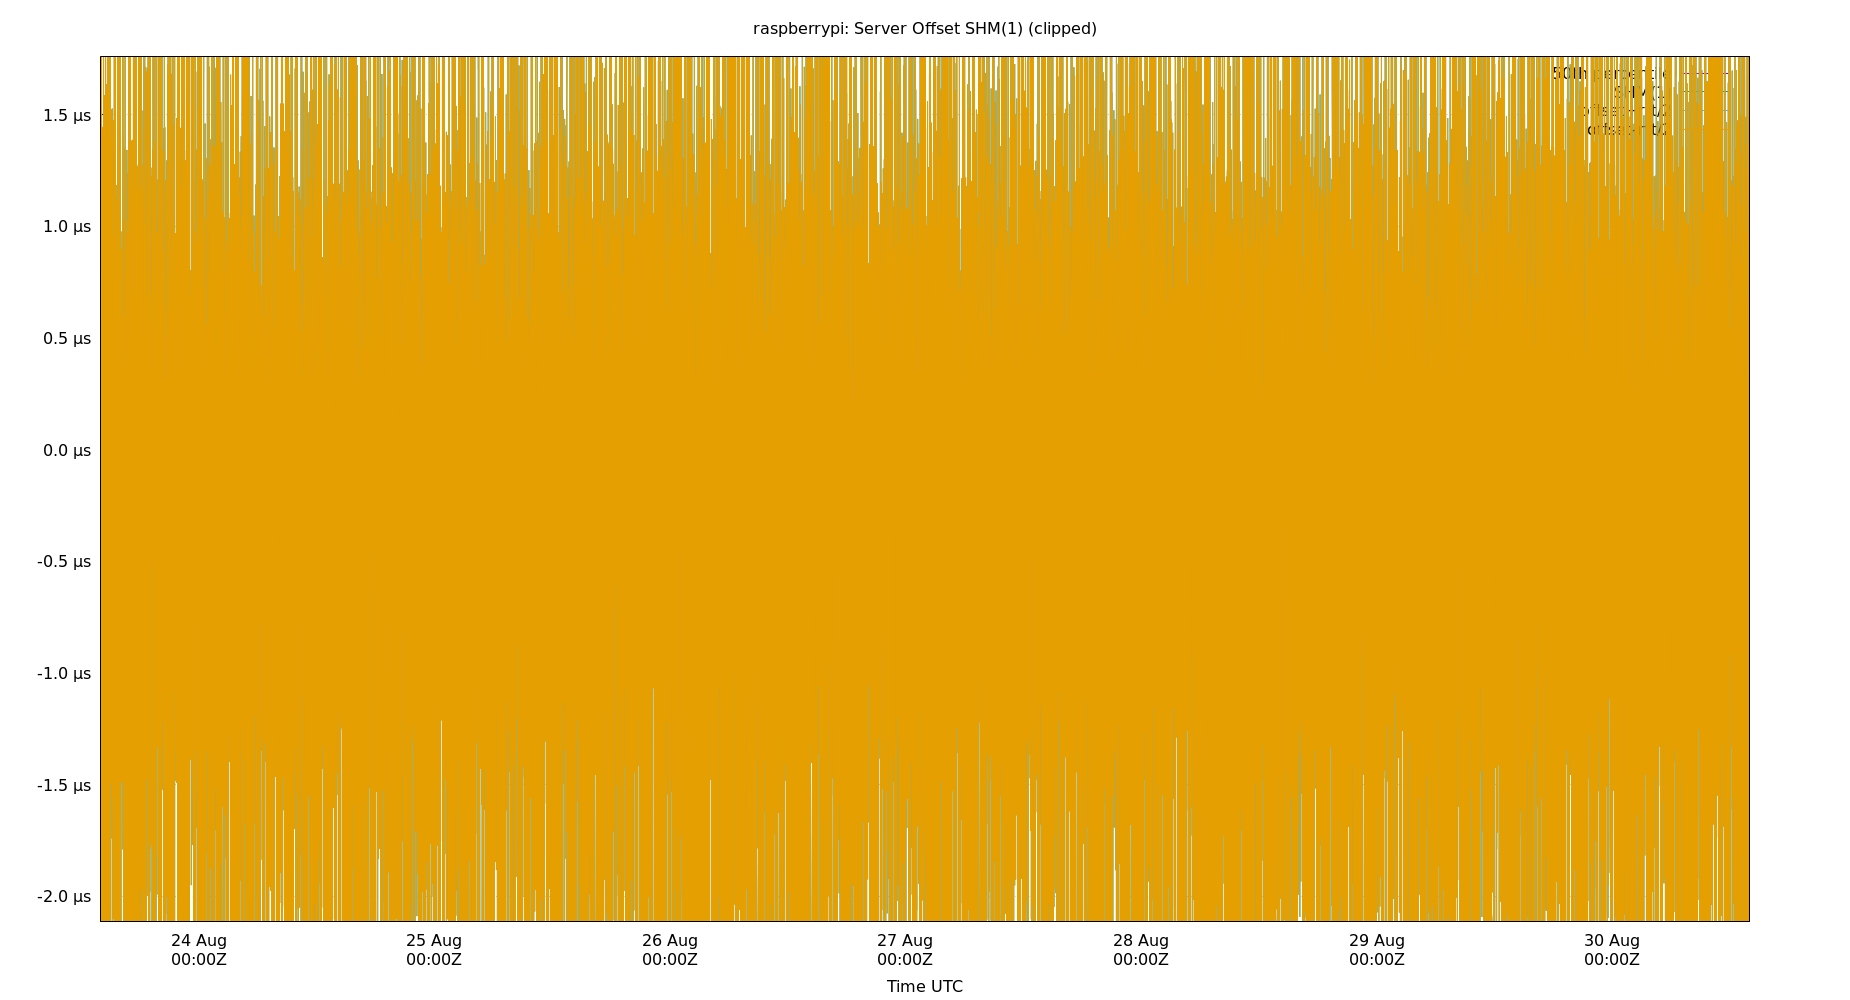 raspberrypi: Server Offset SHM(1) (clipped)
1.5 µs
1.0 µs
0.5 µs
0.0 µs
-0.5 µs
-1.0 µs
-1.5 µs
-2.0 µs
24 Aug 25 Aug 26 Aug 27 Aug 28 Aug 29 Aug 30 Aug
00:00Z 00:00Z 00:00Z 00:00Z 00:00Z 00:00Z 00:00Z
Time UTC